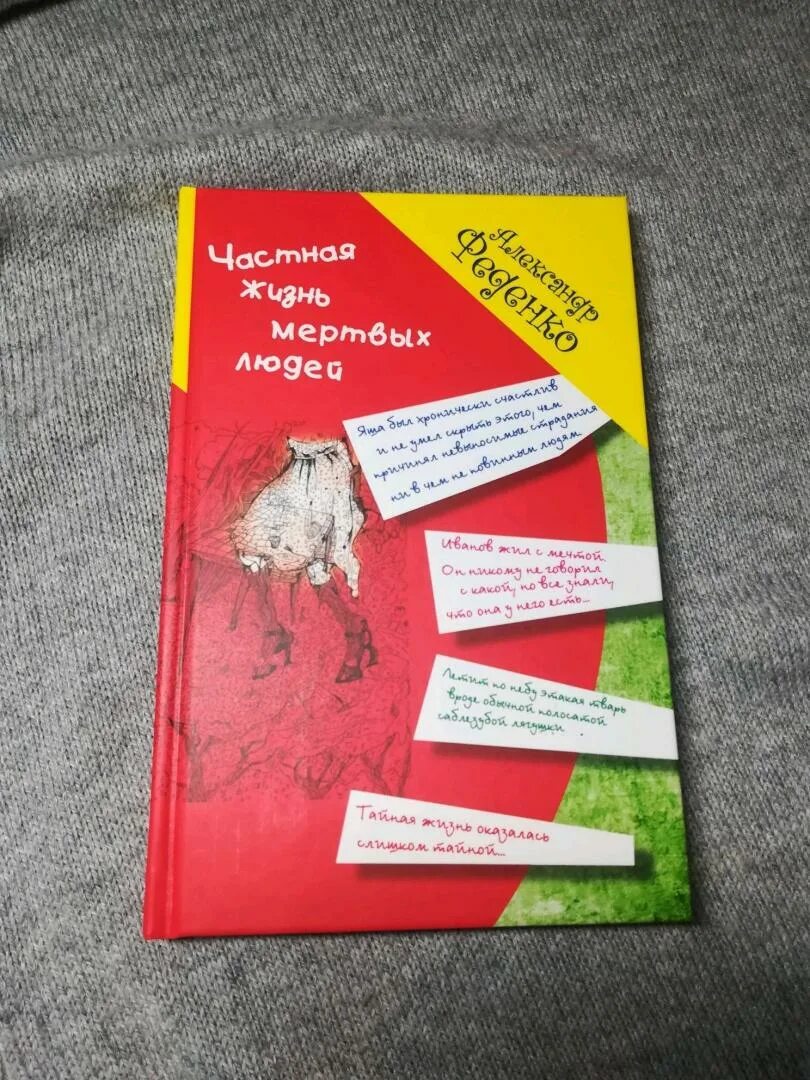 Частная
жизнь
мертвых
людей
Александр
Феденко
Яша был хронически счастлив
и не умел скрыть этого, чем
причинял невыносимые страдания
ни в чем не повинным людям
Иванов жил с мечтой.
Он никому не говорил
с какой, но все знали,
что она у него есть...
Летит по небу этакая тварь
вроде обычной полосатой
саблезубой лягушки
Тайная жизнь оказалась
слишком тайной...